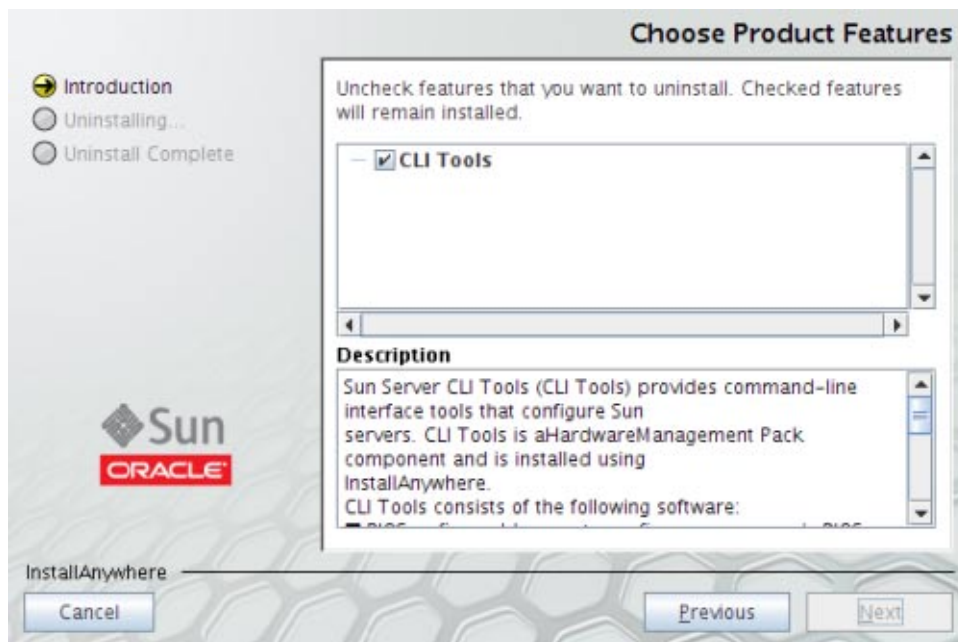 Choose Product Features
Introduction
Uninstalling...
Uninstall Complete
Uncheck features that you want to uninstall. Checked features
will remain installed.
CLI Tools
Description
Sun Server CLI Tools (CLI Tools) provides command-line
interface tools that configure Sun
servers. CLI Tools is aHardwareManagement Pack
component and is installed using
InstallAnywhere.
CLI Tools consists of the following software:
Sun
ORACLE
InstallAnywhere
Cancel
Previous
Next